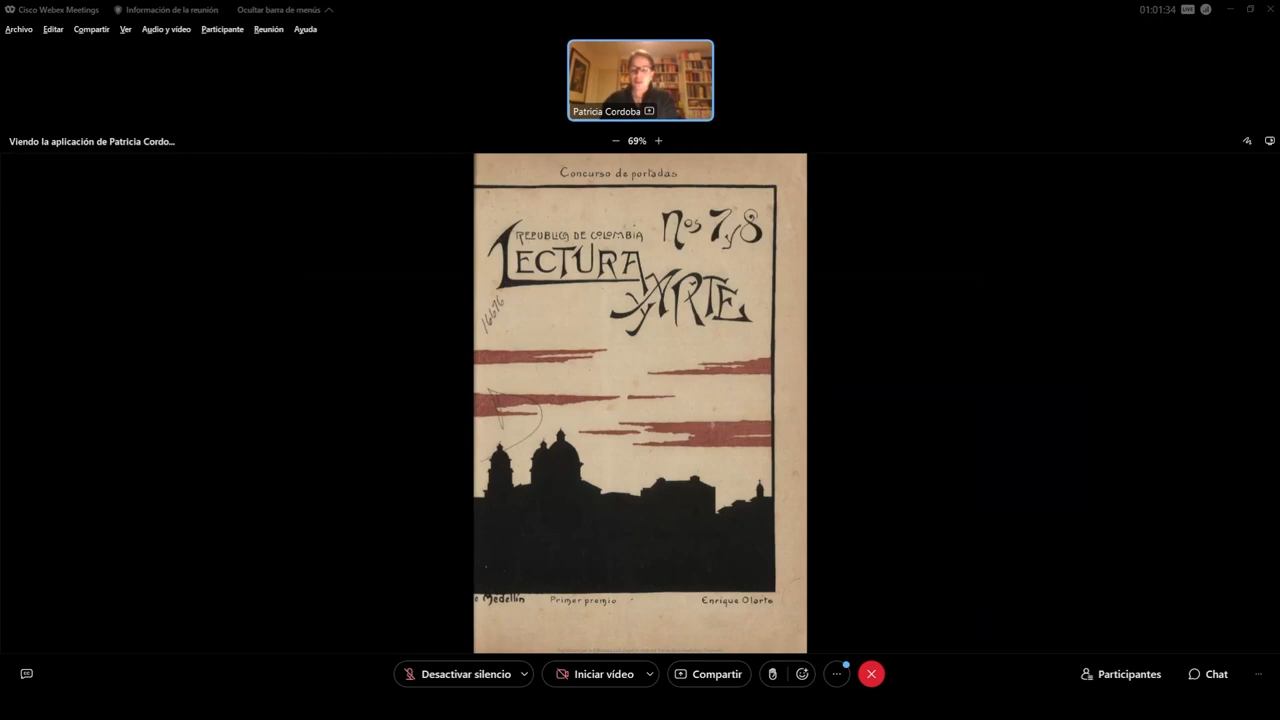 Cisco Webex Meetings
Información de la reunión
Ocultar barra de menús
01:01:34
LIVE
Archivo Editar Compartir Ver Audio y vídeo Participante Reunión Ayuda
Patricia Cordoba
Viendo la aplicación de Patricia Cordo...
69%
Concurso de portadas
Nos 7 y 8
REPUBLICA DE COLOMBIA
LECTURA
y ARTE
16676
e Medellín Primer premio Enrique Olarte
Desactivar silencio
Iniciar vídeo
Compartir
Participantes
Chat